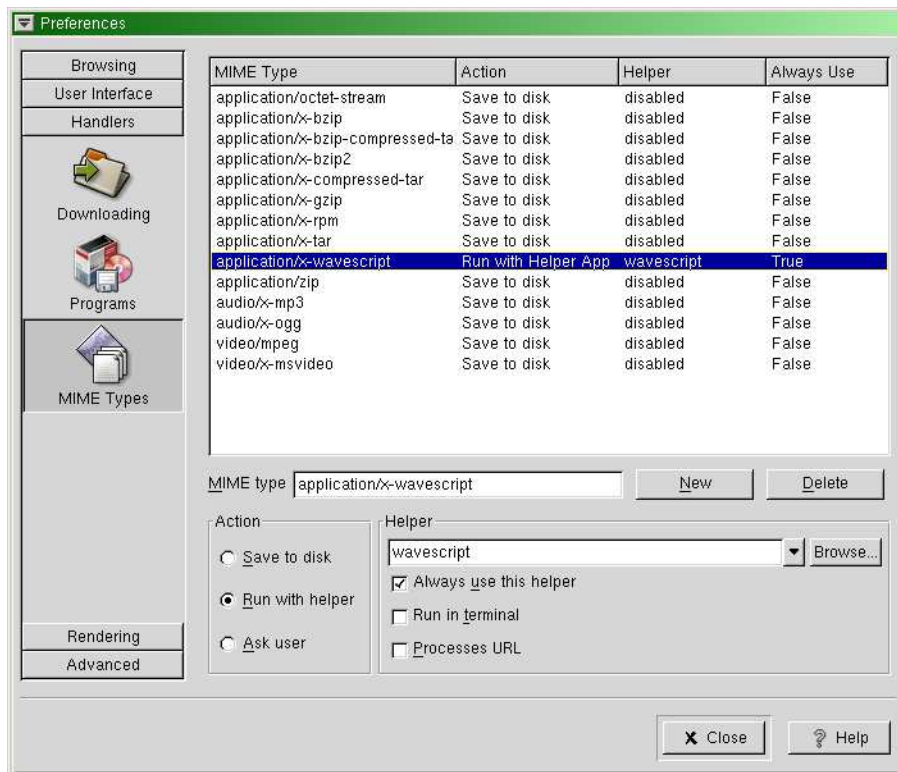 Preferences
Browsing
User Interface
Handlers
Downloading
Programs
MIME Types
Rendering
Advanced
MIME Type Action Helper Always Use
application/octet-stream Save to disk disabled False
application/x-bzip Save to disk disabled False
application/x-bzip-compressed-ta Save to disk disabled False
application/x-bzip2 Save to disk disabled False
application/x-compressed-tar Save to disk disabled False
application/x-gzip Save to disk disabled False
application/x-rpm Save to disk disabled False
application/x-tar Save to disk disabled False
application/x-wavescript Run with Helper App wavescript True
application/zip Save to disk disabled False
audio/x-mp3 Save to disk disabled False
audio/x-ogg Save to disk disabled False
video/mpeg Save to disk disabled False
video/x-msvideo Save to disk disabled False
MIME type application/x-wavescript New Delete
Action
Save to disk
Run with helper
Ask user
Helper
wavescript Browse...
Always use this helper
Run in terminal
Processes URL
Close Help